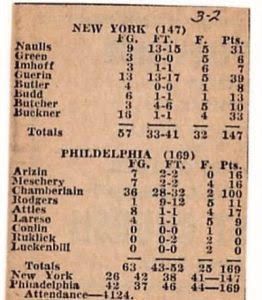 3-2
NEW YORK (147)
FG. FT. F. Pts.
Naulls 9 13-15 5 31
Green 3 0-0 5 6
Imhoff 3 1-1 6 7
Guerin 13 13-17 5 39
Butler 4 0-0 1 8
Budd 6 1-1 1 13
Butcher 3 4-6 5 10
Buckner 16 1-1 4 33
Totals 57 33-41 32 147
PHILDELPHIA (169)
FG. FT. F. Pts.
Arizin 7 2-2 0 16
Meschery 7 2-2 4 16
Chamberlain 36 28-32 2 100
Rodgers 1 9-12 5 11
Attles 8 1-1 4 17
Larese 4 1-1 5 9
Conlin 0 0-0 1 0
Ruklick 0 0-2 2 0
Luckenbill 0 0-0 2 0
Totals 63 43-52 25 169
New York 26 42 38 41—147
Philadelphia 42 37 46 44—169
Attendance—4124.